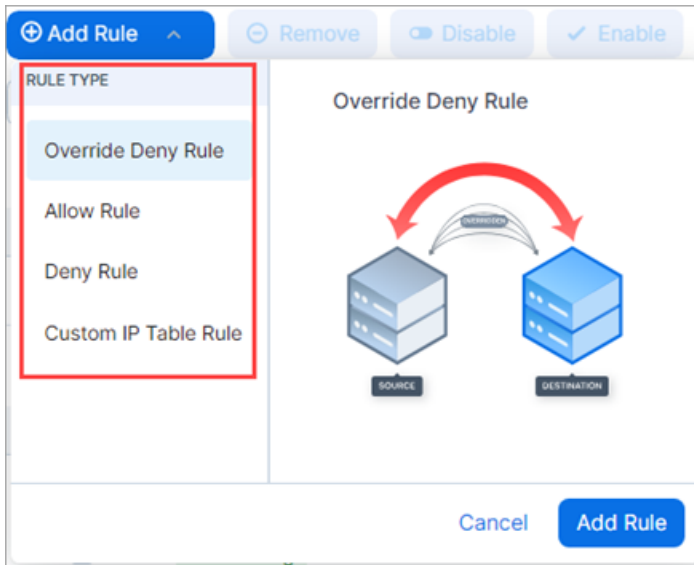 Add Rule
Remove
Disable
Enable
RULE TYPE
Override Deny Rule
Allow Rule
Deny Rule
Custom IP Table Rule
Override Deny Rule
OVERRIDDEN
SOURCE
DESTINATION
Cancel
Add Rule